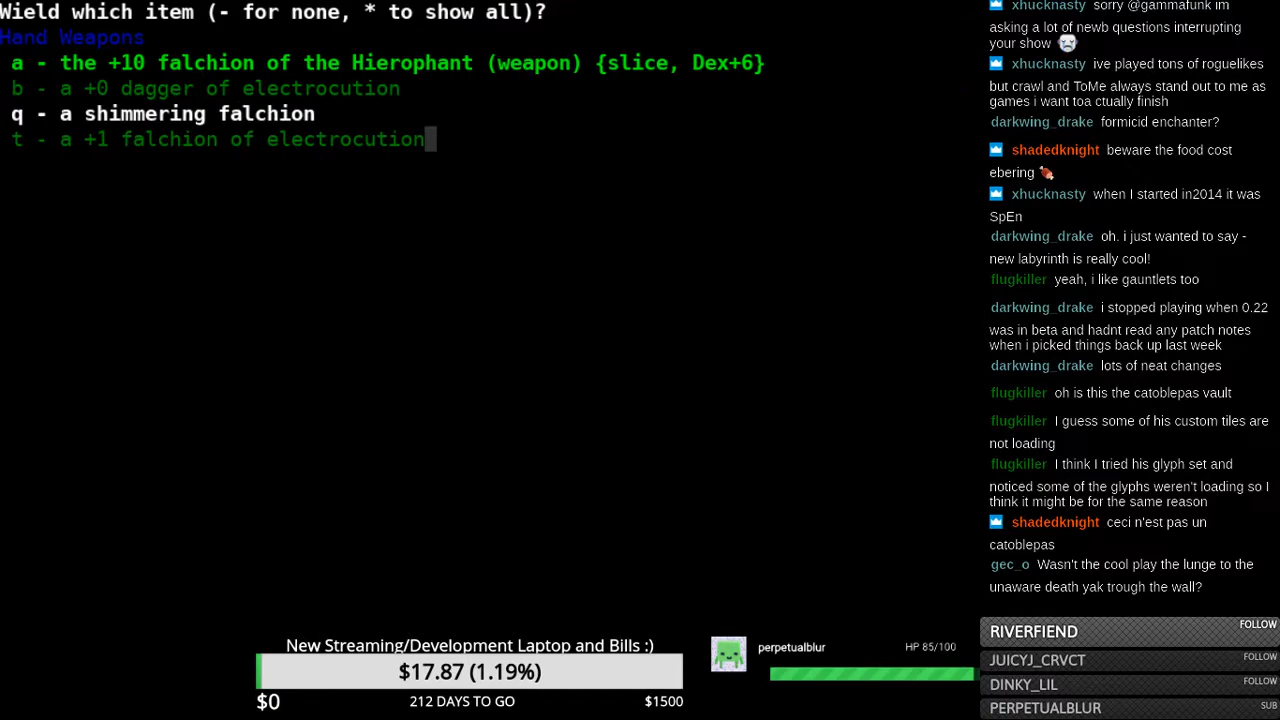 Wield which item (- for none, * to show all)?
Hand Weapons
a - the +10 falchion of the Hierophant (weapon) {slice, Dex+6}
b - a +0 dagger of electrocution
q - a shimmering falchion
t - a +1 falchion of electrocution
xhucknasty sorry @gammafunk im
asking a lot of newb questions interrupting
your show
xhucknasty ive played tons of roguelikes
but crawl and ToMe always stand out to me as
games i want toa ctually finish
darkwing_drake formicid enchanter?
shadedknight beware the food cost
ebering
xhucknasty when I started in2014 it was
SpEn
darkwing_drake oh. i just wanted to say -
new labyrinth is really cool!
flugkiller yeah, i like gauntlets too
darkwing_drake i stopped playing when 0.22
was in beta and hadnt read any patch notes
when i picked things back up last week
darkwing_drake lots of neat changes
flugkiller oh is this the catoblepas vault
flugkiller I guess some of his custom tiles are
not loading
flugkiller I think I tried his glyph set and
noticed some of the glyphs weren't loading so I
think it might be for the same reason
shadedknight ceci n'est pas un
catoblepas
gec_o Wasn't the cool play the lunge to the
unaware death yak trough the wall?
New Streaming/Development Laptop and Bills :)
$17.87 (1.19%)
$0 212 DAYS TO GO $1500
perpetualblur HP 85/100
RIVERFIEND FOLLOW
JUICYJ_CRVCT FOLLOW
DINKY_LIL FOLLOW
PERPETUALBLUR SUB